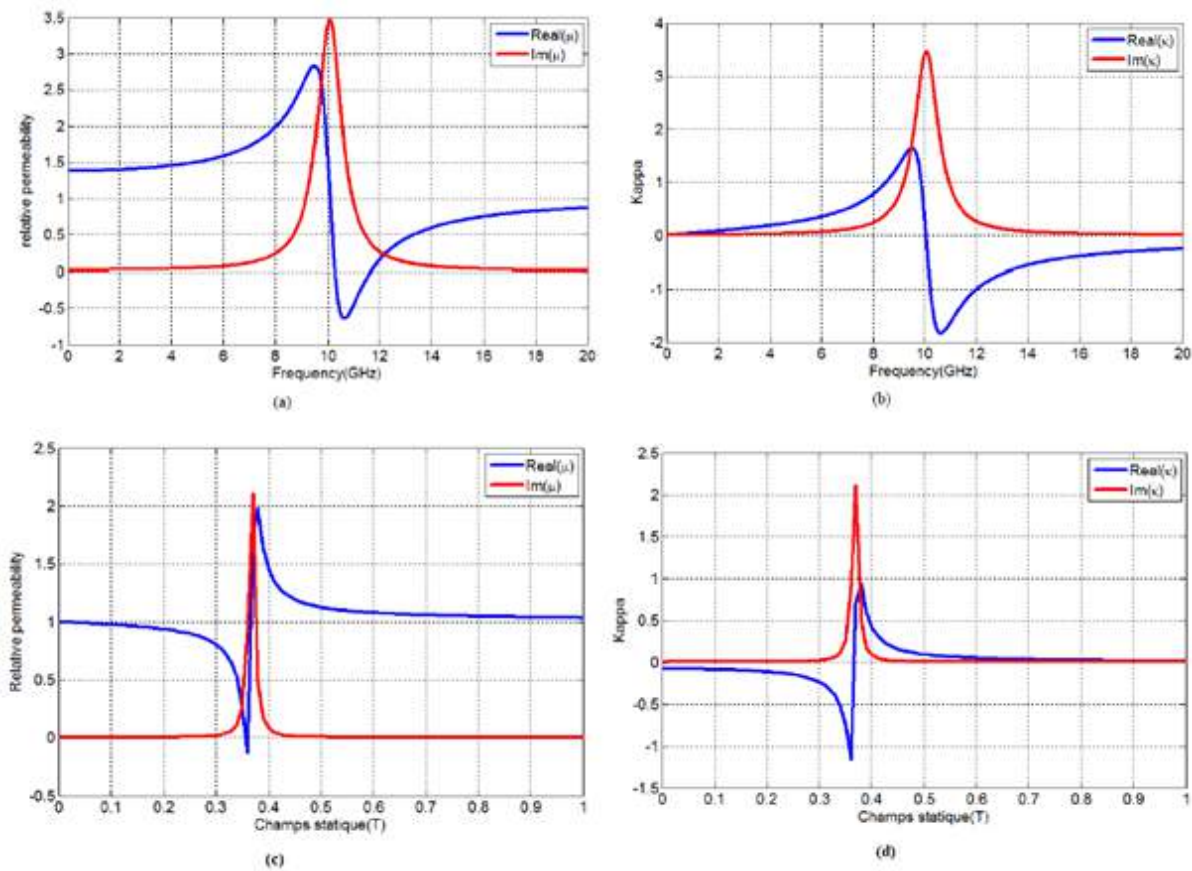 3.5
3
2.5
2
1.5
1
0.5
0
-0.5
-1
relative permeability
Real(μ)
Im(μ)
0 2 4 6 8 10 12 14 16 18 20
Frequency(GHz)
(a)
4
3
2
1
0
-1
-2
Kappa
Real(κ)
Im(κ)
0 2 4 6 8 10 12 14 16 18 20
Frequency(GHz)
(b)
2.5
2
1.5
1
0.5
0
-0.5
Relative permeability
Real(μ)
Im(μ)
0 0.1 0.2 0.3 0.4 0.5 0.6 0.7 0.8 0.9 1
Champs statique(T)
(c)
2.5
2
1.5
1
0.5
0
-0.5
-1
-1.5
Kappa
Real(κ)
Im(κ)
0 0.1 0.2 0.3 0.4 0.5 0.6 0.7 0.8 0.9 1
Champs statique(T)
(d)